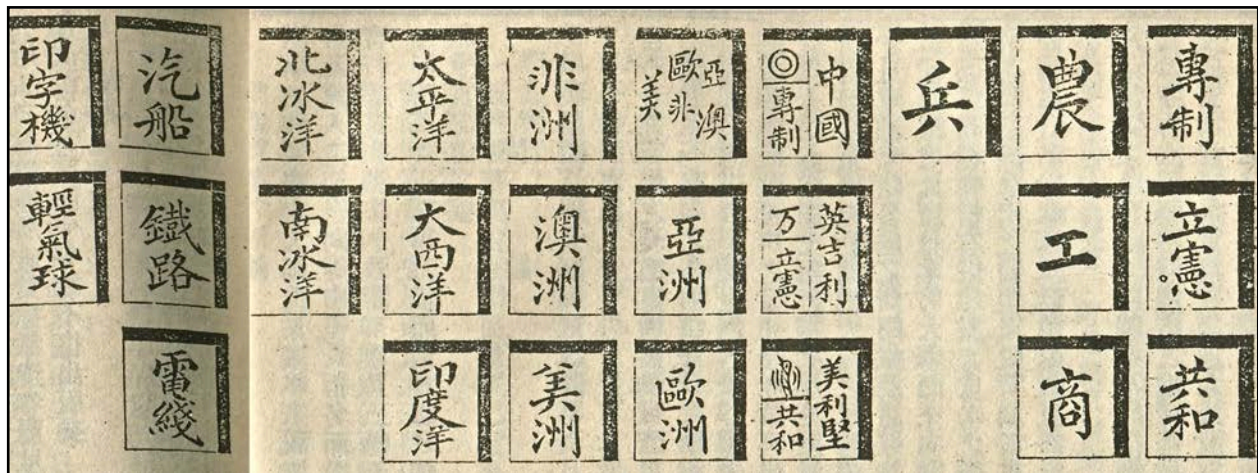 專制
立憲。
共和
農
工
商
兵
中國
◎
專制
英吉利
万
立憲
美利堅
共和
亞澳
歐非
美
亞洲
歐洲
非洲
澳洲
美洲
太平洋
大西洋
印度洋
北冰洋
南冰洋
汽船
鐵路
電綫
印字機
輕氣球